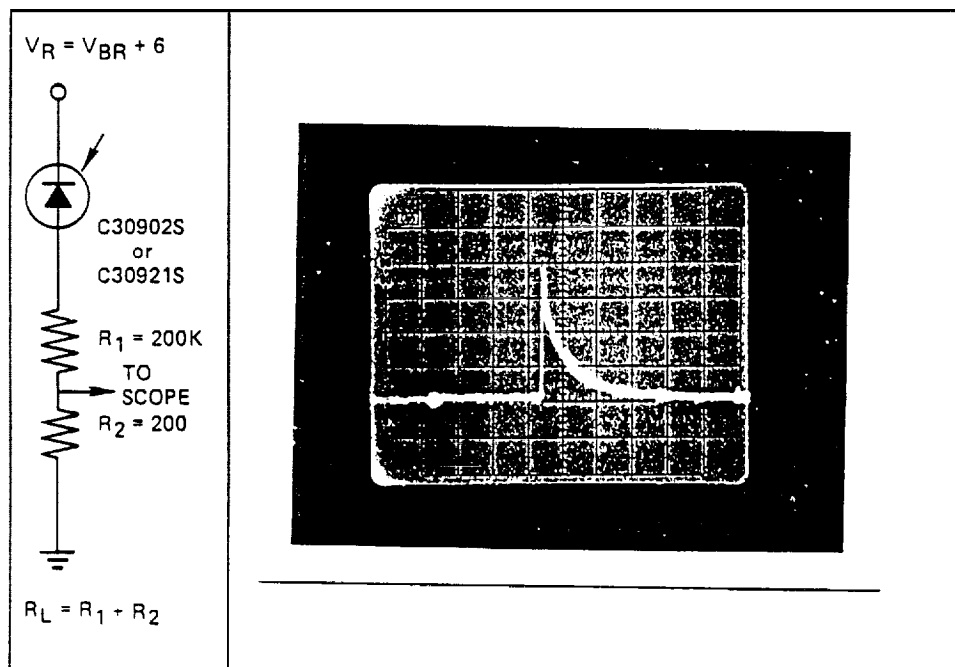 V_R = V_BR + 6
C30902S
or
C30921S
R_1 = 200K
TO
SCOPE
R_2 = 200
R_L = R_1 + R_2